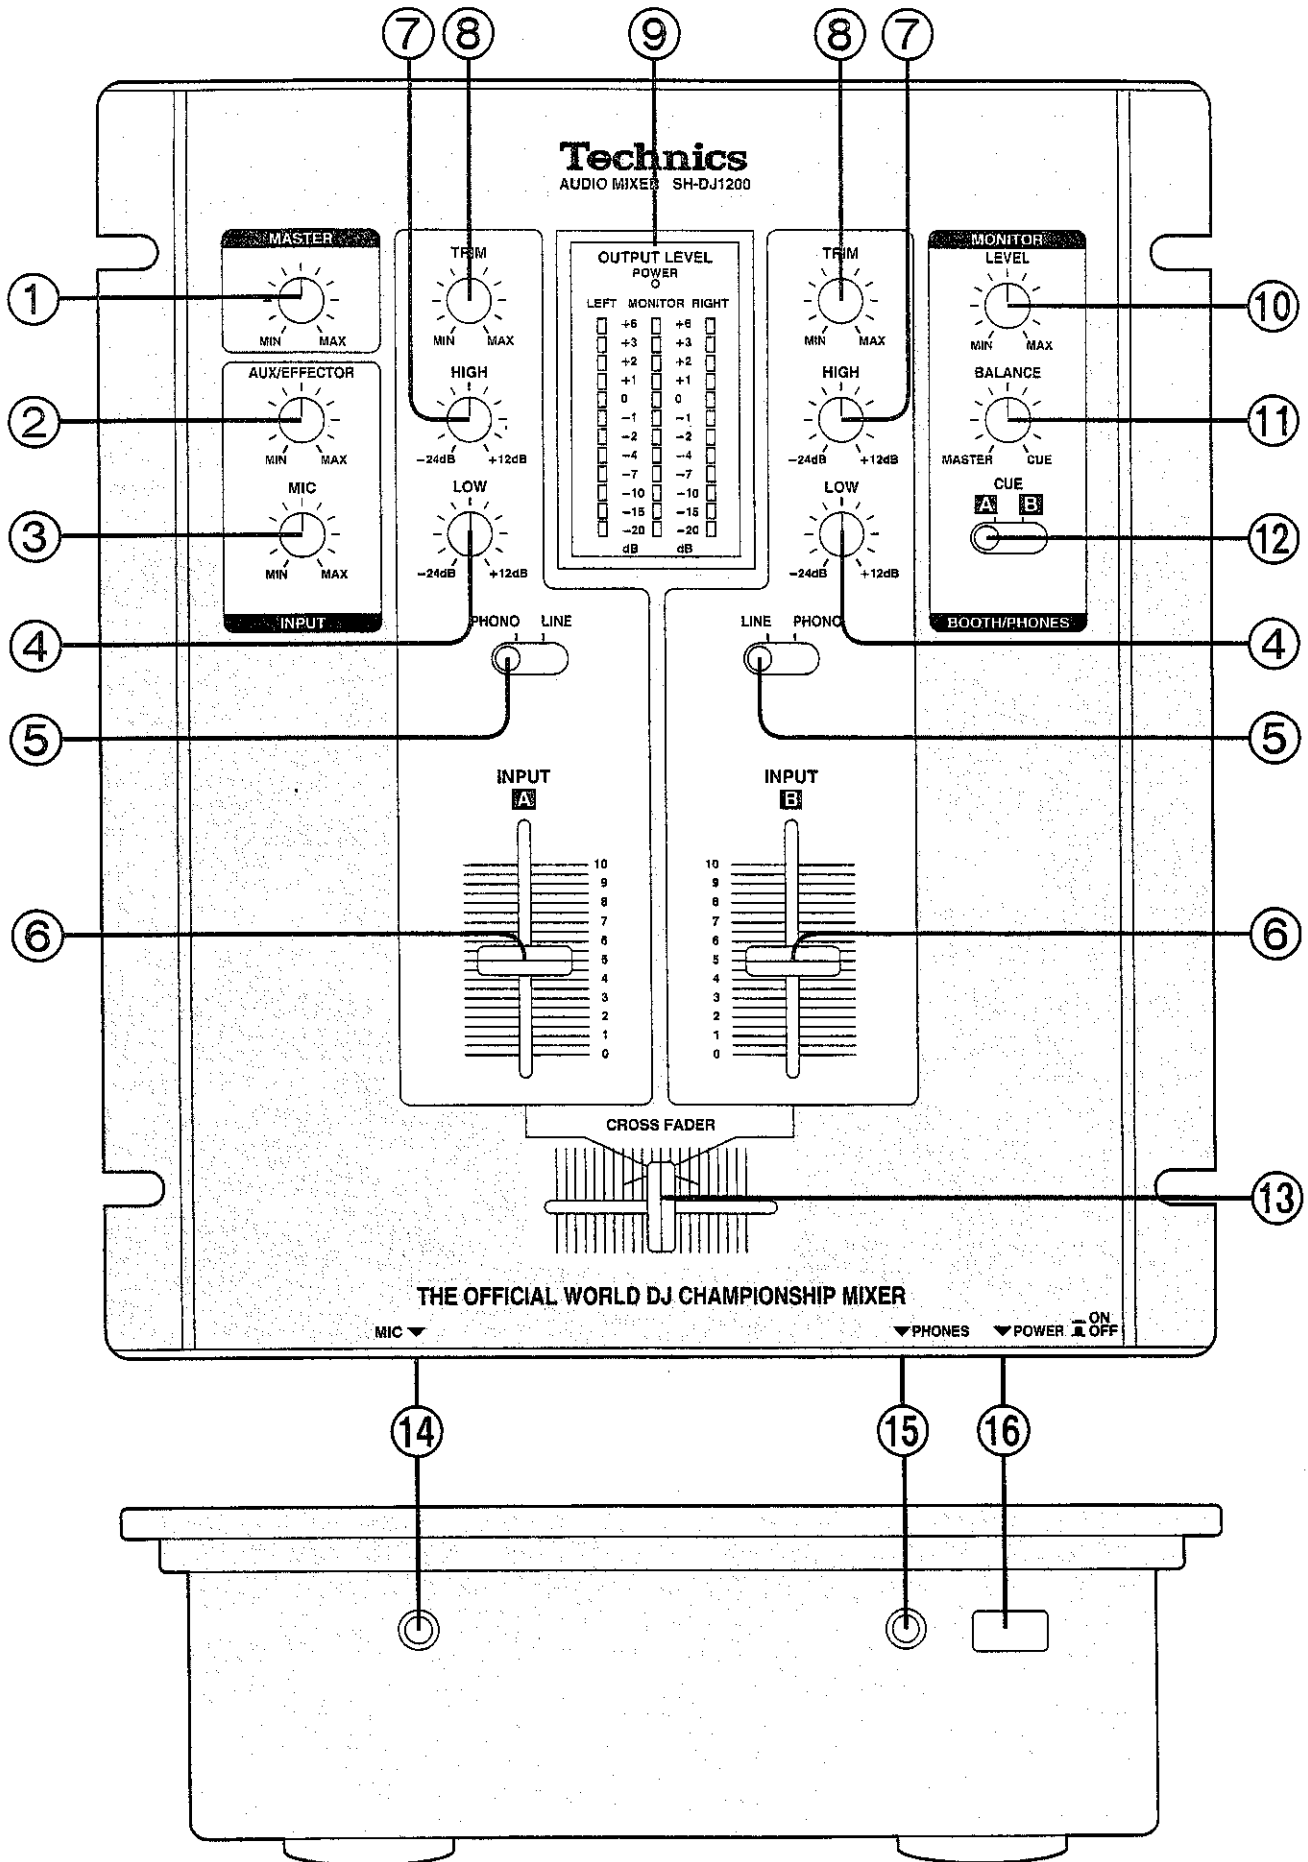 ⑦ ⑧ ⑨ ⑧ ⑦
Technics
AUDIO MIXER SH-DJ1200
MASTER
MIN MAX
①
AUX/EFFECTOR
MIN MAX
②
MIC
MIN MAX
③
INPUT
TRIM
MIN MAX
HIGH
-24dB +12dB
⑦
LOW
-24dB +12dB
④
PHONO LINE
⑤
OUTPUT LEVEL
POWER
LEFT MONITOR RIGHT
+6 +6
+3 +3
+2 +2
+1 +1
0 0
-1 -1
-2 -2
-4 -4
-7 -7
-10 -10
-15 -15
-20 -20
dB dB
TRIM
MIN MAX
HIGH
-24dB +12dB
⑦
LOW
-24dB +12dB
④
LINE PHONO
⑤
MONITOR
LEVEL
MIN MAX
⑩
BALANCE
MASTER CUE
⑪
CUE
A B
⑫
BOOTH/PHONES
INPUT
A
10
9
8
7
6
5
4
3
2
1
0
⑥
INPUT
B
10
9
8
7
6
5
4
3
2
1
0
⑥
CROSS FADER
⑬
THE OFFICIAL WORLD DJ CHAMPIONSHIP MIXER
MIC ▼ ▼PHONES ▼POWER ON
OFF
⑭ ⑮ ⑯